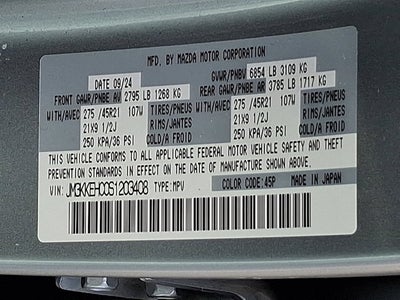 MFD. BY MAZDA MOTOR CORPORATION
DATE 09/24 GVWR/PNBV 6854 LB 3109 KG
FRONT GAWR/PNBE AV 2795 LB 1268 KG REAR GAWR/PNBE AR 3785 LB 1717 KG
WITH/AVEC 275 /45R21 107W TIRES/PNEUS WITH/AVEC 275 /45R21 107W TIRES/PNEUS
21X9 1/2J RIMS/JANTES 21X9 1/2J RIMS/JANTES
250 KPA/36 PSI COLD/A FROID 250 KPA/36 PSI COLD/A FROID
THIS VEHICLE CONFORMS TO ALL APPLICABLE FEDERAL MOTOR VEHICLE SAFETY AND THEFT
PREVENTION STANDARDS IN EFFECT ON THE DATE OF MANUFACTURE SHOWN ABOVE.
VIN: JM3KKEHC0S1203408 TYPE: MPV COLOR CODE: 45P MADE IN JAPAN